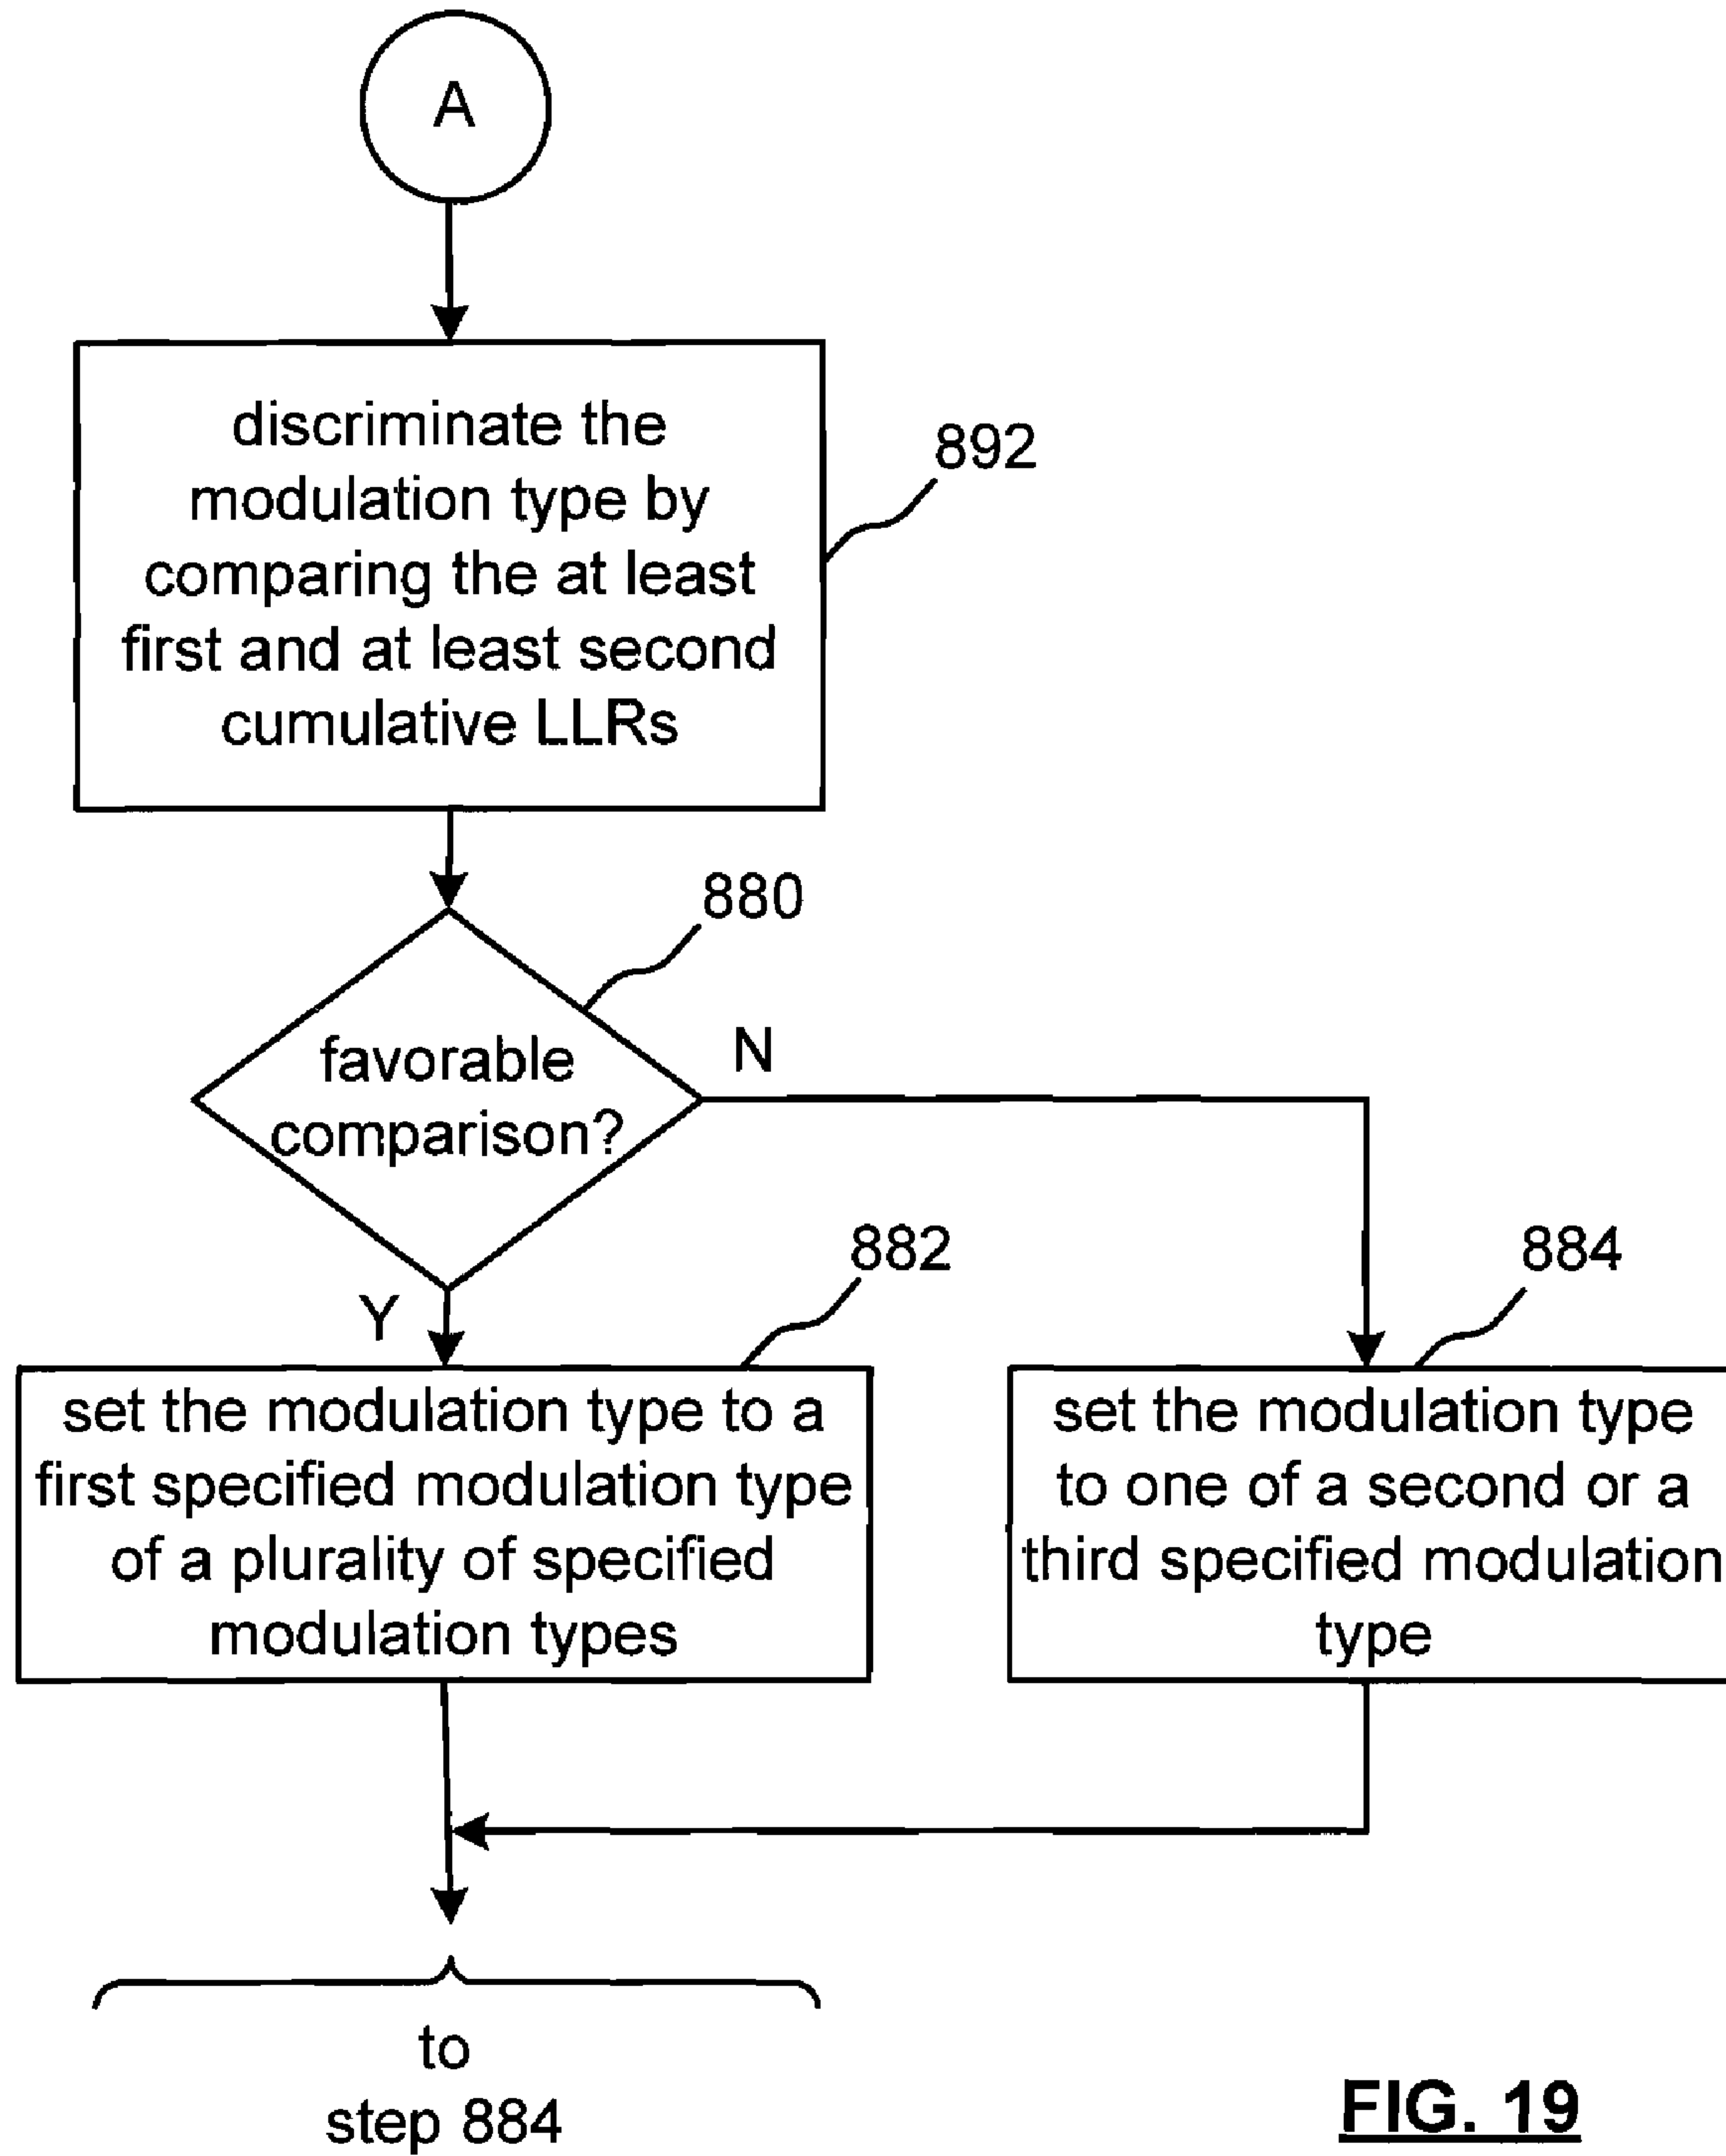 A
discriminate the
modulation type by
comparing the at least
first and at least second
cumulative LLRs
892
880
favorable
comparison?
N
Y
882
set the modulation type to a
first specified modulation type
of a plurality of specified
modulation types
884
set the modulation type
to one of a second or a
third specified modulation
type
to
step 884
FIG. 19